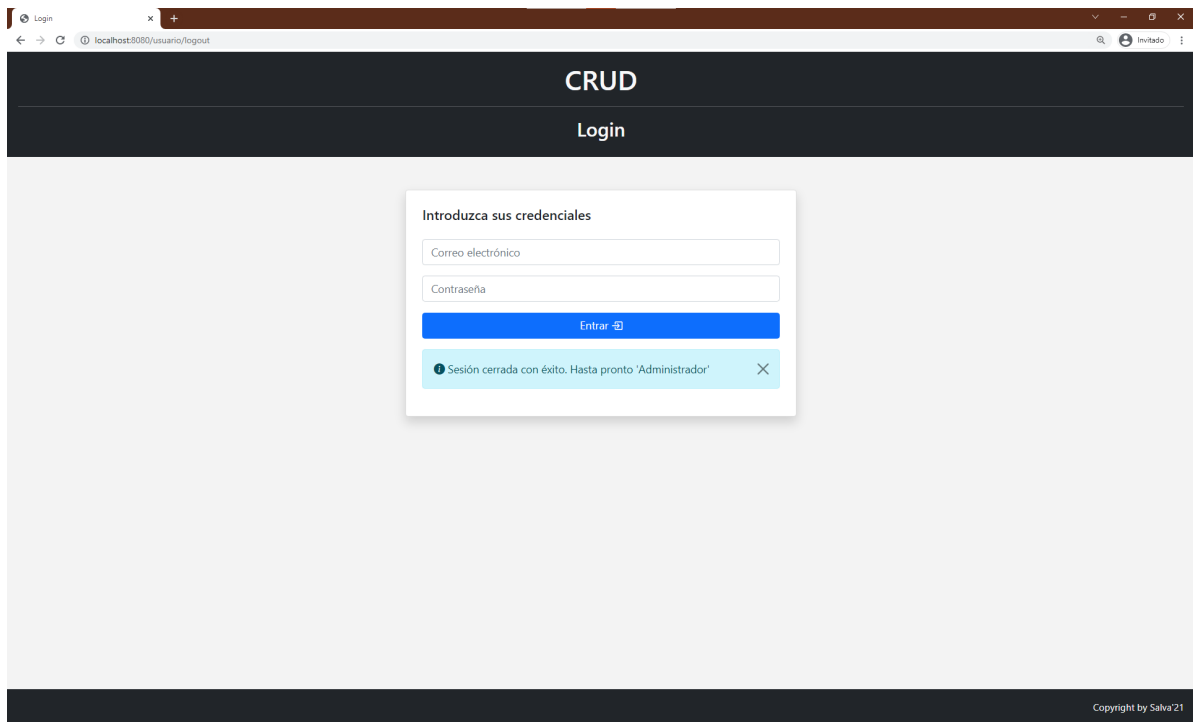 Login
localhost:8080/usuario/logout
Invitado
CRUD
Login
Introduzca sus credenciales
Correo electrónico
Contraseña
Entrar
Sesión cerrada con éxito. Hasta pronto 'Administrador'
Copyright by Salva'21